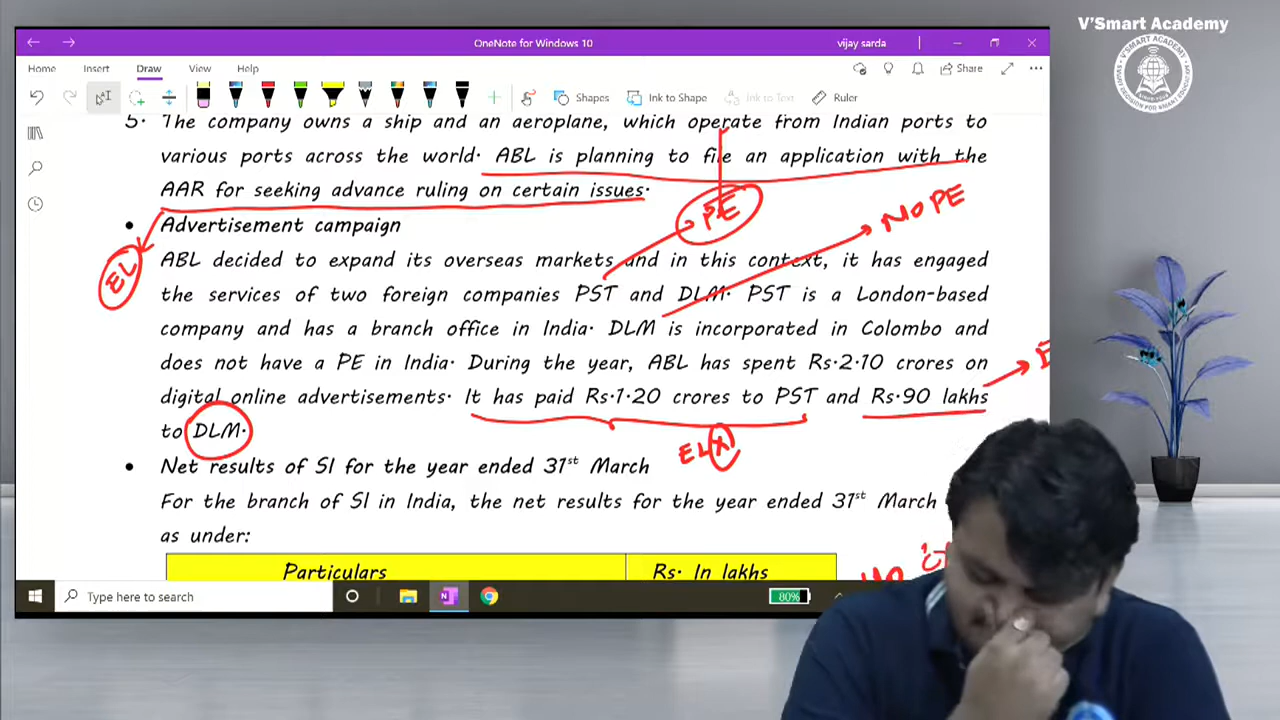 V'Smart Academy
OneNote for Windows 10
vijay sarda
Home Insert Draw View Help
Share
Shapes Ink to Shape Ink to Text Ruler
5. The company owns a ship and an aeroplane, which operate from Indian ports to
various ports across the world. ABL is planning to file an application with the
AAR for seeking advance ruling on certain issues.
PE
NO PE
• Advertisement campaign
EL
ABL decided to expand its overseas markets and in this context, it has engaged
the services of two foreign companies PST and DLM. PST is a London-based
company and has a branch office in India. DLM is incorporated in Colombo and
does not have a PE in India. During the year, ABL has spent Rs.2.10 crores on
digital online advertisements. It has paid Rs.1.20 crores to PST and Rs.90 lakhs
to DLM.
EL X
• Net results of SI for the year ended 31st March
For the branch of SI in India, the net results for the year ended 31st March
as under:
Particulars Rs. In lakhs
Type here to search
80%